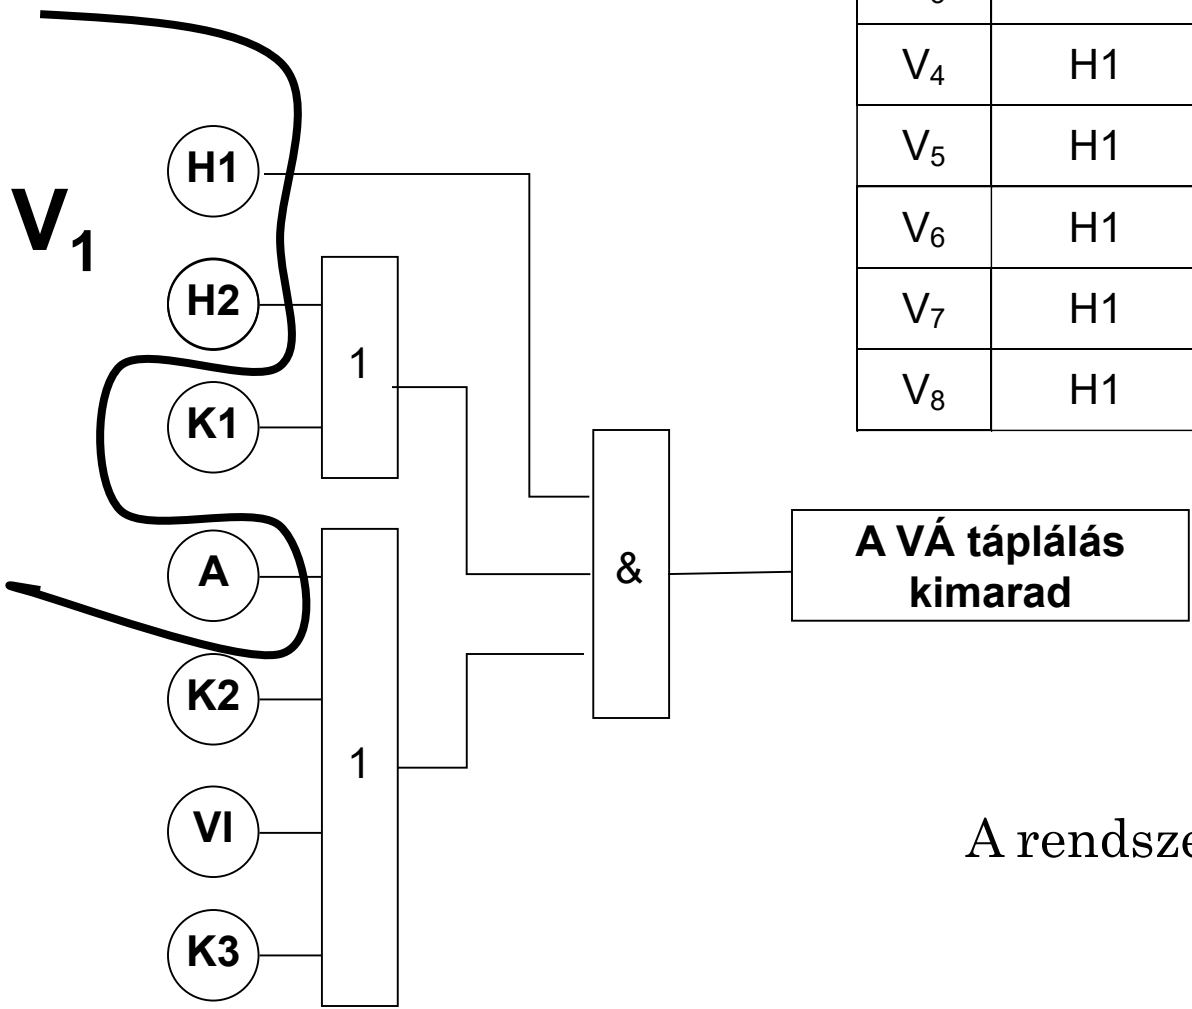 V₄ H1
V₅ H1
V₆ H1
V₇ H1
V₈ H1
V₁
H1
H2
1
K1
A
&
A VÁ táplálás
kimarad
K2
1
VI
K3
A